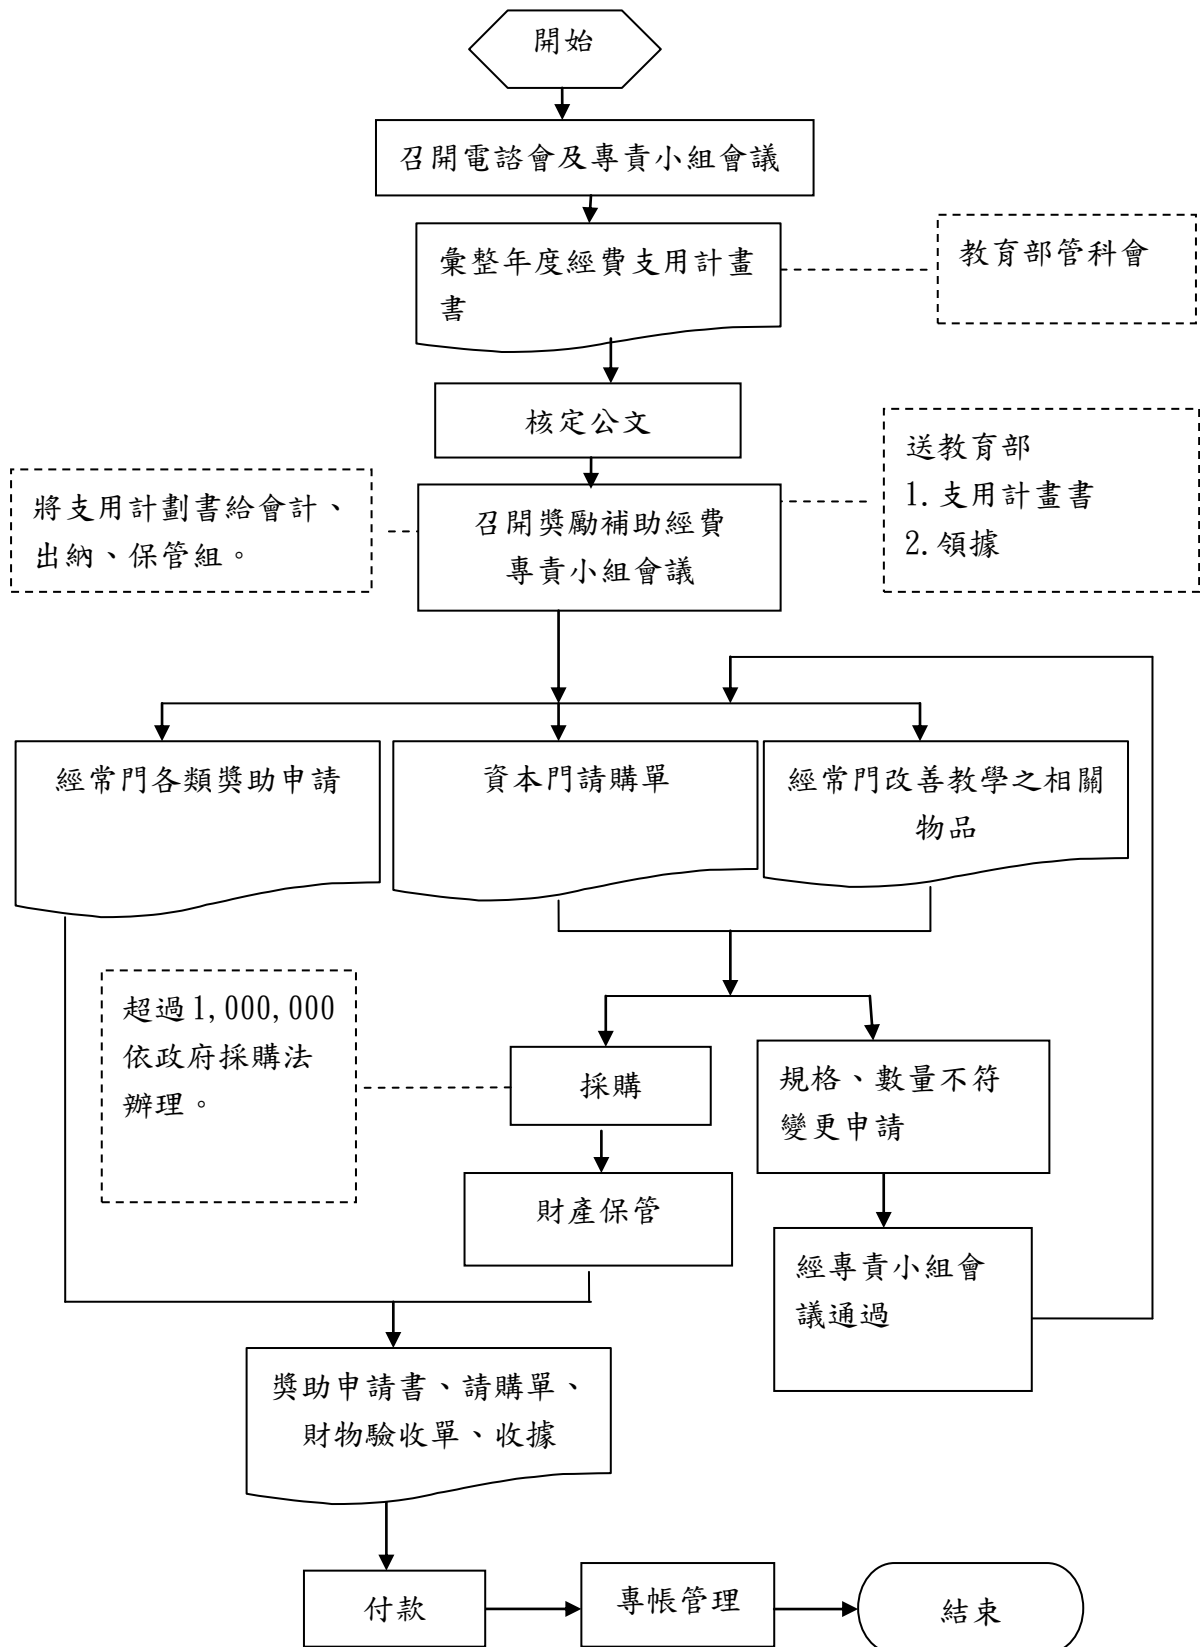 開始
召開電諮會及專責小組會議
彙整年度經費支用計畫
書
教育部管科會
核定公文
送教育部
1.支用計畫書
2.領據
將支用計劃書給會計、
出納、保管組。
召開獎勵補助經費
專責小組會議
經常門各類獎助申請
資本門請購單
經常門改善教學之相關
物品
超過1,000,000
依政府採購法
辦理。
採購
規格、數量不符
變更申請
財產保管
經專責小組會
議通過
獎助申請書、請購單、
財物驗收單、收據
付款
專帳管理
結束